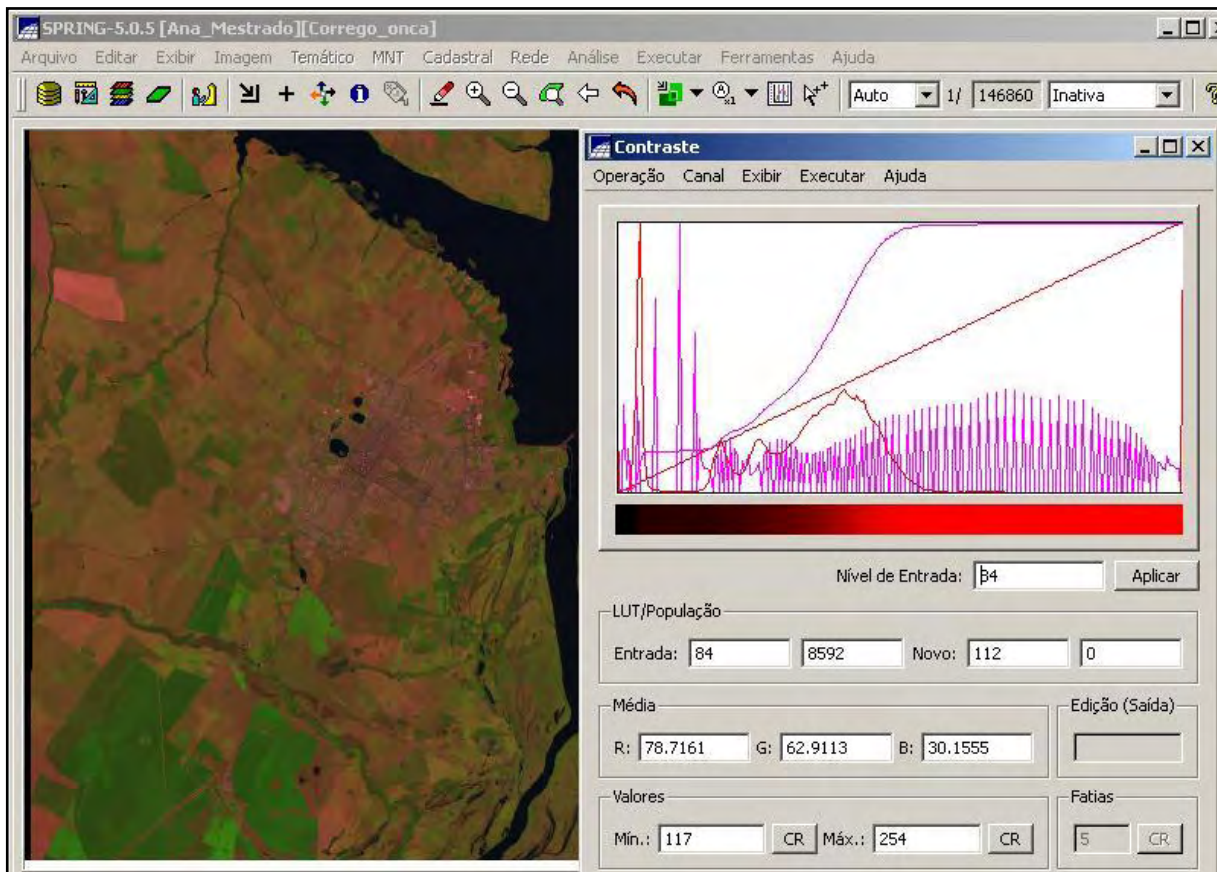 SPRING-5.0.5 [Ana_Mestrado][Corrego_onca]
Arquivo Editar Exibir Imagem Temático MNT Cadastral Rede Análise Executar Ferramentas Ajuda
Auto 1/ 146860 Inativa
Contraste
Operação Canal Exibir Executar Ajuda
Nível de Entrada: 84 Aplicar
LUT/População
Entrada: 84 8592 Novo: 112 0
Média Edição (Saída)
R: 78.7161 G: 62.9113 B: 30.1555
Valores Fatias
Mín.: 117 CR Máx.: 254 CR 5 CR